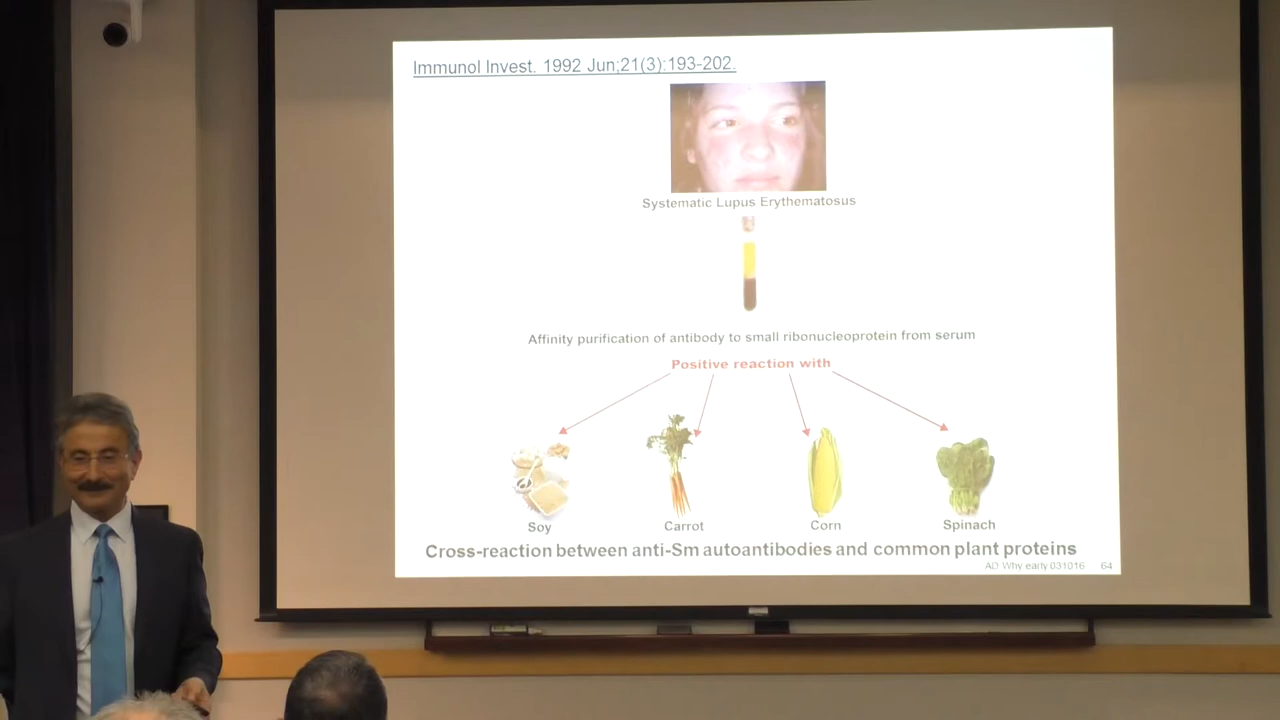 Immunol Invest. 1992 Jun;21(3):193-202.
Systematic Lupus Erythematosus
Affinity purification of antibody to small ribonucleoprotein from serum
Positive reaction with
Soy
Carrot
Corn
Spinach
Cross-reaction between anti-Sm autoantibodies and common plant proteins
AD Why early 031016 64